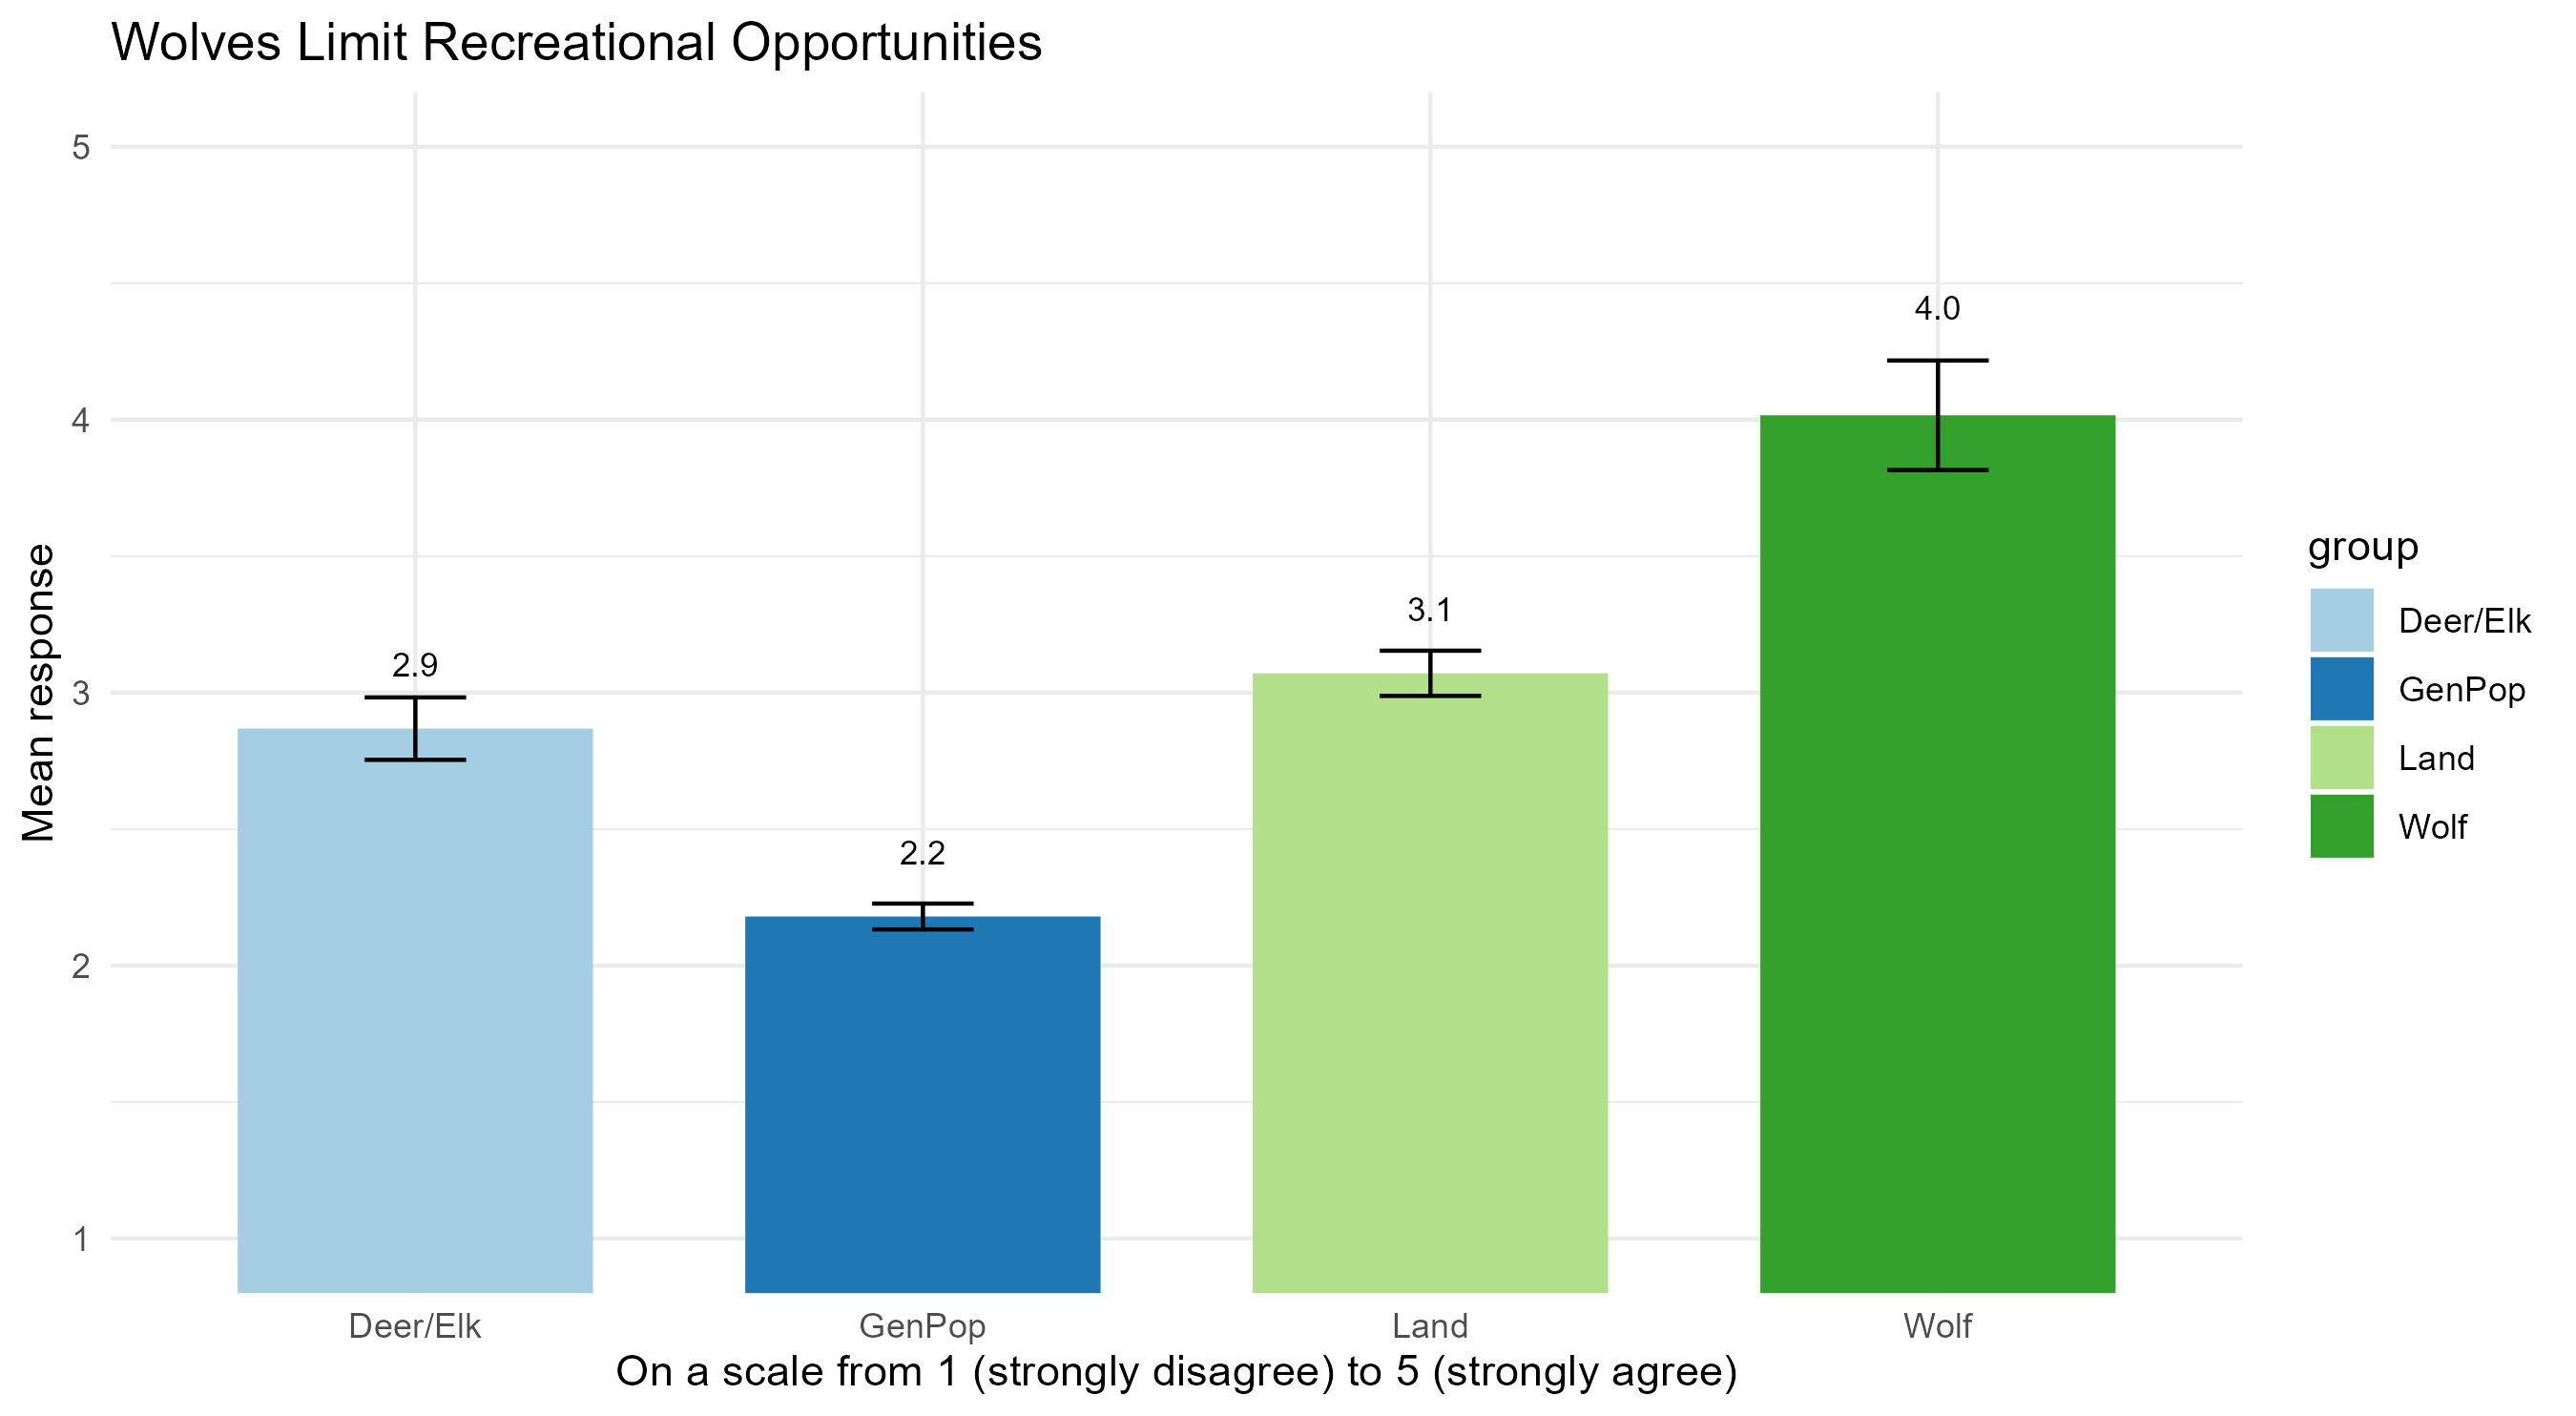 Wolves Limit Recreational Opportunities
5
4
3
2
1
Mean response
2.9
2.2
3.1
4.0
Deer/Elk
GenPop
Land
Wolf
On a scale from 1 (strongly disagree) to 5 (strongly agree)
group
Deer/Elk
GenPop
Land
Wolf